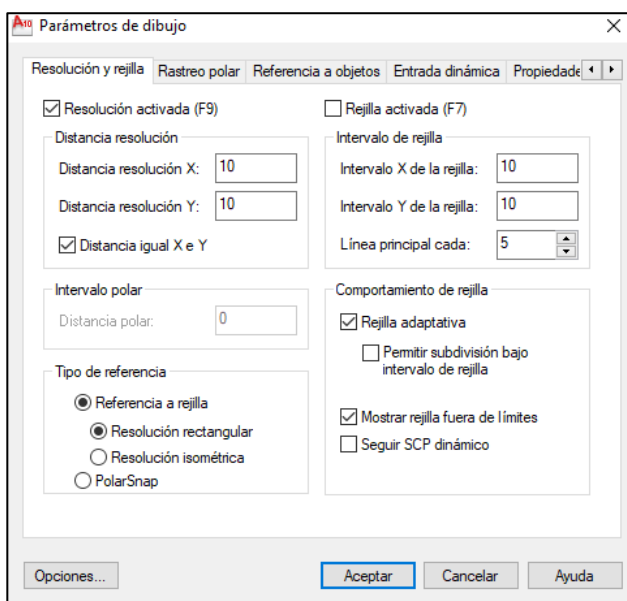 A10 Parámetros de dibujo
Resolución y rejilla Rastreo polar Referencia a objetos Entrada dinámica Propiedade
Resolución activada (F9)
Distancia resolución
Distancia resolución X: 10
Distancia resolución Y: 10
Distancia igual X e Y
Intervalo polar
Distancia polar: 0
Tipo de referencia
Referencia a rejilla
Resolución rectangular
Resolución isométrica
PolarSnap
Rejilla activada (F7)
Intervalo de rejilla
Intervalo X de la rejilla: 10
Intervalo Y de la rejilla: 10
Línea principal cada: 5
Comportamiento de rejilla
Rejilla adaptativa
Permitir subdivisión bajo
intervalo de rejilla
Mostrar rejilla fuera de límites
Seguir SCP dinámico
Opciones... Aceptar Cancelar Ayuda